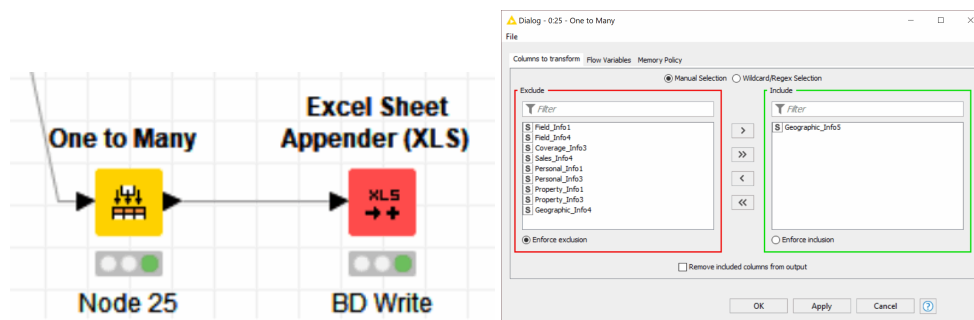 One to Many
Excel Sheet
Appender (XLS)
XLS
Node 25
BD Write
Dialog - 0:25 - One to Many
File
Columns to transform Flow Variables Memory Policy
Manual Selection Wildcard/Regex Selection
Exclude
Filter
S Field_Info1
S Field_Info4
S Coverage_Info3
S Sales_Info4
S Personal_Info1
S Personal_Info3
S Property_Info1
S Property_Info3
S Geographic_Info4
Enforce exclusion
>
»
<
«
Include
Filter
S Geographic_Info5
Enforce inclusion
Remove included columns from output
OK Apply Cancel ?